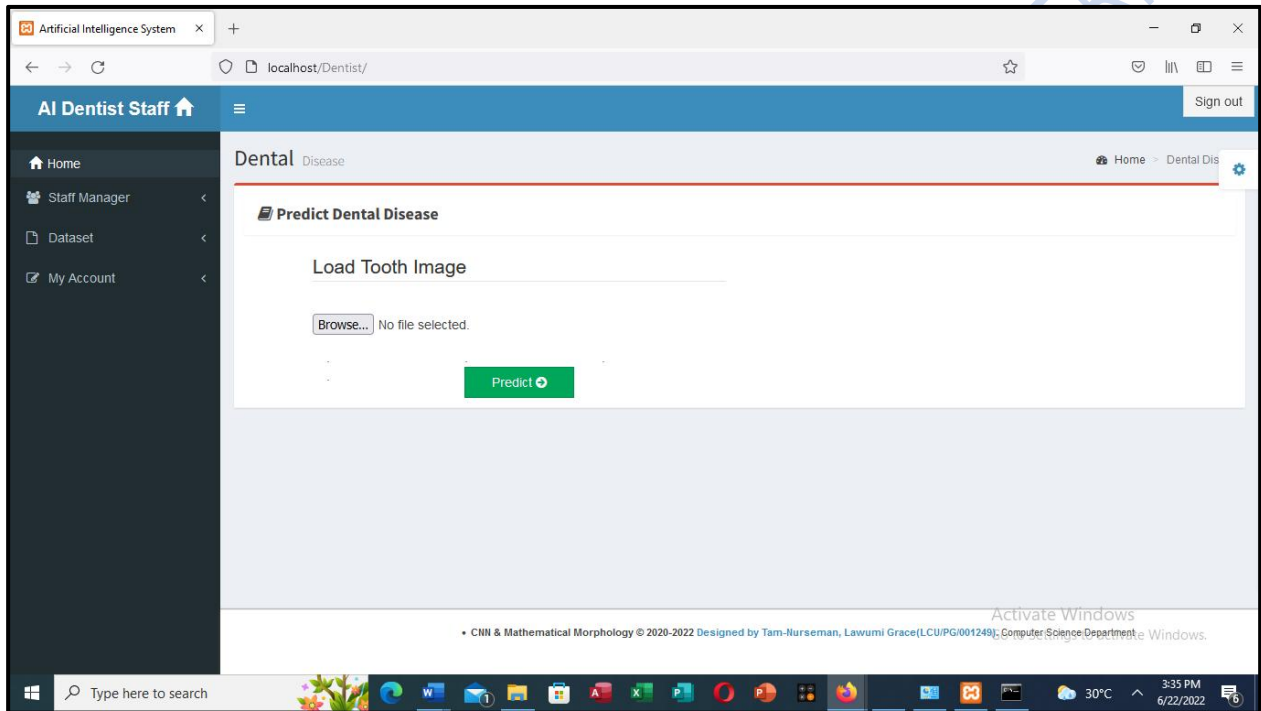 Artificial Intelligence System
localhost/Dentist/
AI Dentist Staff
Sign out
Home
Staff Manager
Dataset
My Account
Dental Disease
Home > Dental Dis
Predict Dental Disease
Load Tooth Image
Browse... No file selected.
Predict
Activate Windows
• CNN & Mathematical Morphology © 2020-2022 Designed by Tam-Nurseman, Lawumi Grace(LCU/PG/001249), Computer Science Department
Windows.
Type here to search
30°C
3:35 PM
6/22/2022